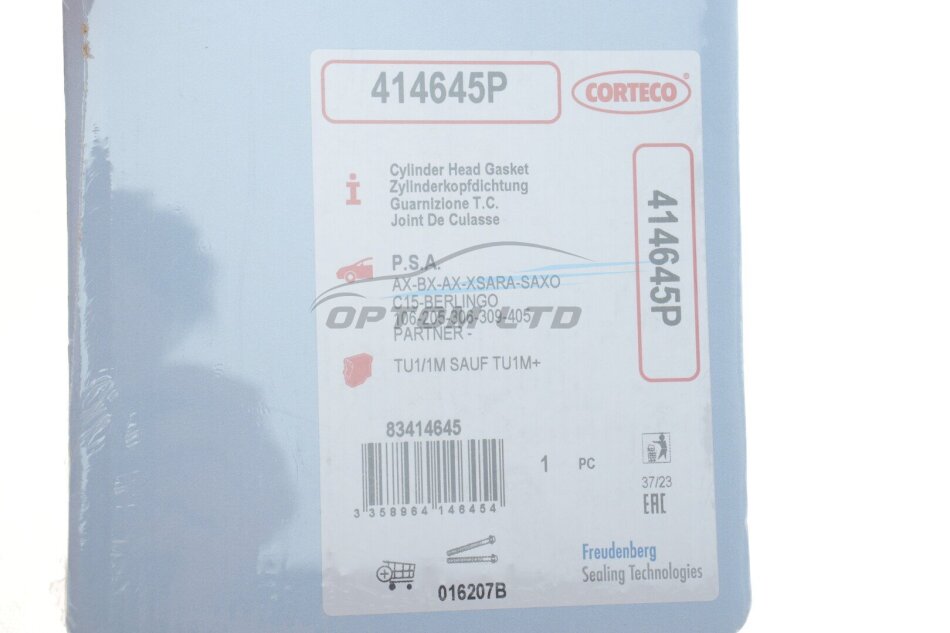 414645P
CORTECO®
Cylinder Head Gasket
Zylinderkopfdichtung
Guarnizione T.C.
Joint De Culasse
414645P
P.S.A.
AX-BX-AX-XSARA-SAXO
C15-BERLINGO
106-205-306-309-405
PARTNER -
OPTOM LTD
TU1/1M SAUF TU1M+
83414645
1 PC
3 358964 146454
37/23
EAC
016207B
Freudenberg
Sealing Technologies